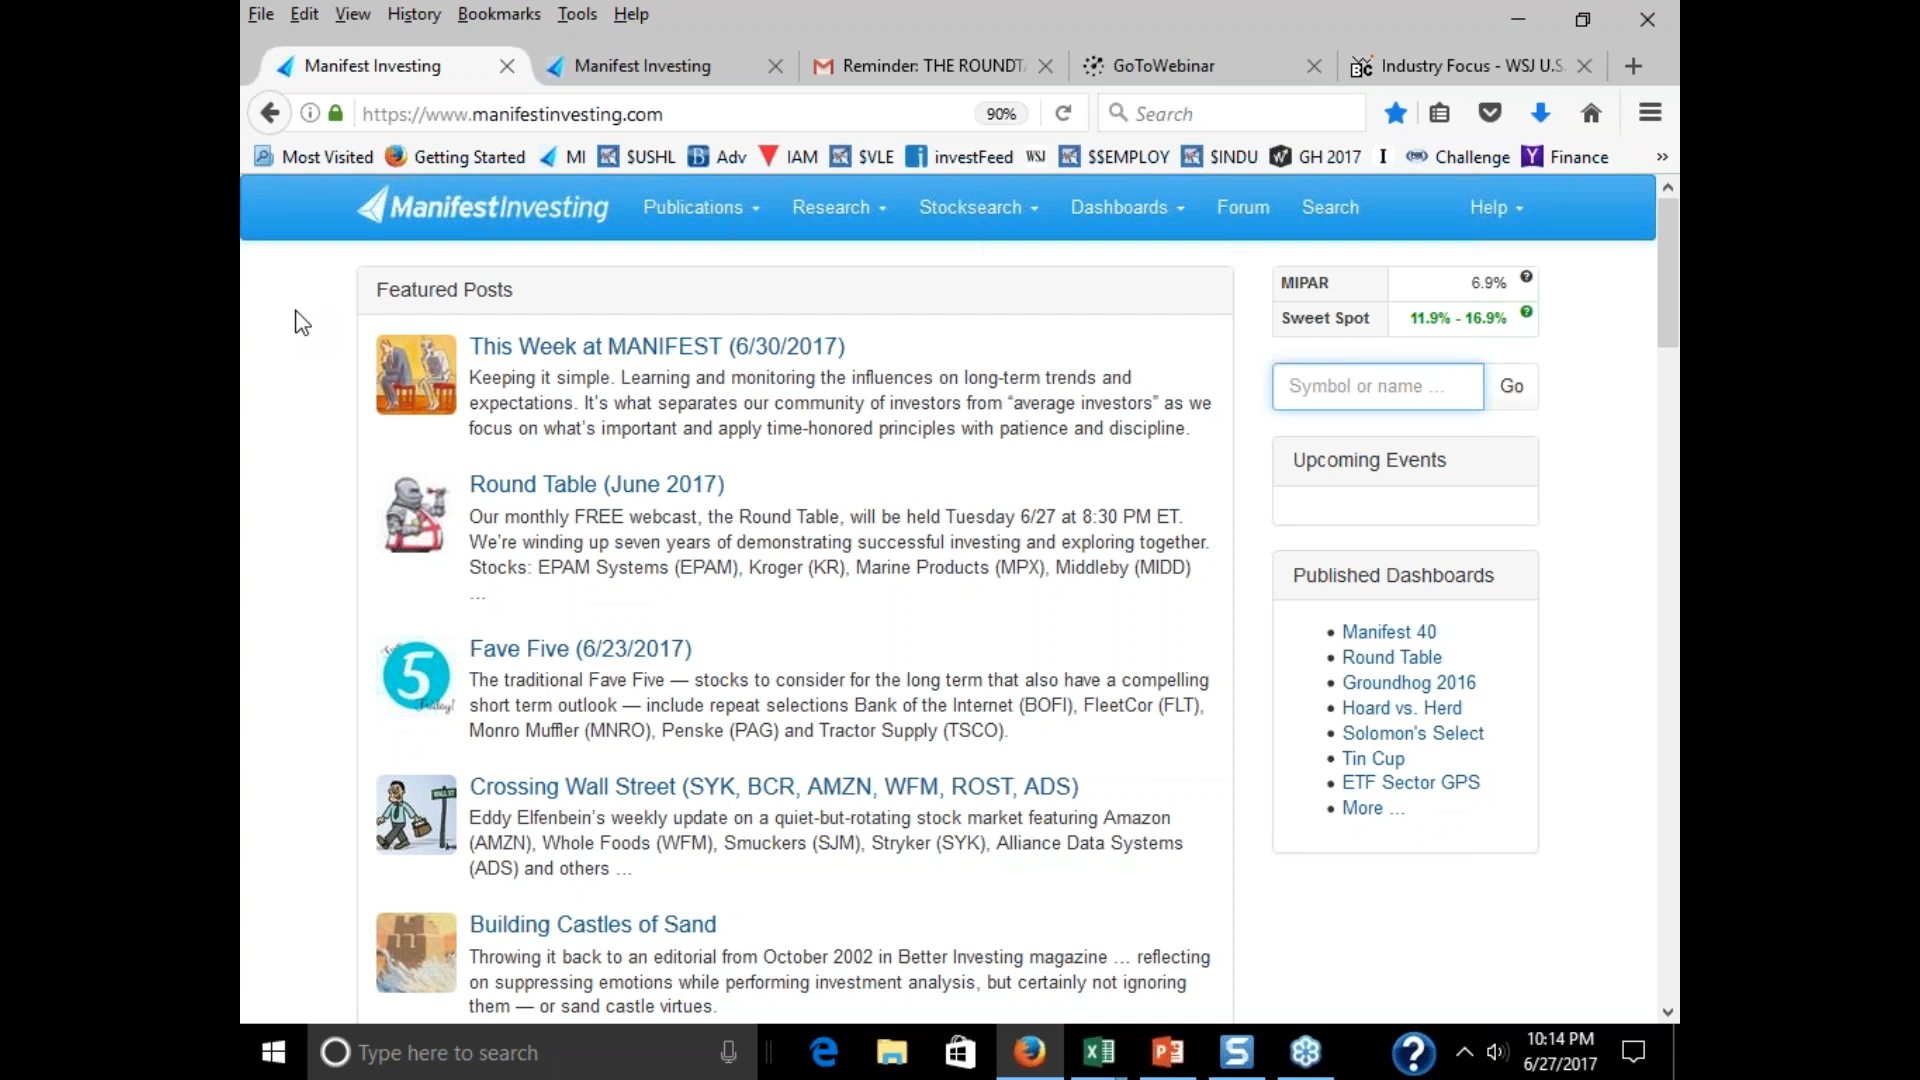 File Edit View History Bookmarks Tools Help
Manifest Investing Manifest Investing Reminder: THE ROUNDT GoToWebinar Industry Focus - WSJ U.S.
https://www.manifestinvesting.com 90% Search
Most Visited Getting Started MI $USHL Adv IAM $VLE investFeed WSJ $$EMPLOY $INDU GH 2017 I Challenge Finance
ManifestInvesting Publications Research Stocksearch Dashboards Forum Search Help
Featured Posts
This Week at MANIFEST (6/30/2017)
Keeping it simple. Learning and monitoring the influences on long-term trends and
expectations. It's what separates our community of investors from “average investors” as we
focus on what's important and apply time-honored principles with patience and discipline.
Round Table (June 2017)
Our monthly FREE webcast, the Round Table, will be held Tuesday 6/27 at 8:30 PM ET.
We're winding up seven years of demonstrating successful investing and exploring together.
Stocks: EPAM Systems (EPAM), Kroger (KR), Marine Products (MPX), Middleby (MIDD)
…
5
Friday!
Fave Five (6/23/2017)
The traditional Fave Five — stocks to consider for the long term that also have a compelling
short term outlook — include repeat selections Bank of the Internet (BOFI), FleetCor (FLT),
Monro Muffler (MNRO), Penske (PAG) and Tractor Supply (TSCO).
Crossing Wall Street (SYK, BCR, AMZN, WFM, ROST, ADS)
Eddy Elfenbein's weekly update on a quiet-but-rotating stock market featuring Amazon
(AMZN), Whole Foods (WFM), Smuckers (SJM), Stryker (SYK), Alliance Data Systems
(ADS) and others …
Building Castles of Sand
Throwing it back to an editorial from October 2002 in Better Investing magazine … reflecting
on suppressing emotions while performing investment analysis, but certainly not ignoring
them — or sand castle virtues.
MIPAR 6.9%
Sweet Spot 11.9% - 16.9%
Symbol or name ... Go
Upcoming Events
Published Dashboards
Manifest 40
Round Table
Groundhog 2016
Hoard vs. Herd
Solomon's Select
Tin Cup
ETF Sector GPS
More ...
Type here to search
10:14 PM
6/27/2017